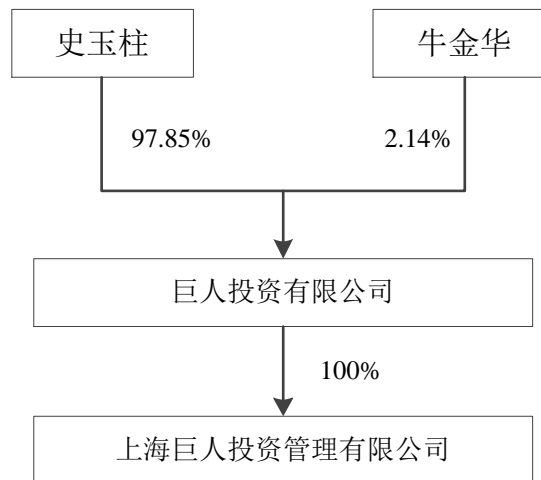 史玉柱
牛金华
97.85%
2.14%
巨人投资有限公司
100%
上海巨人投资管理有限公司